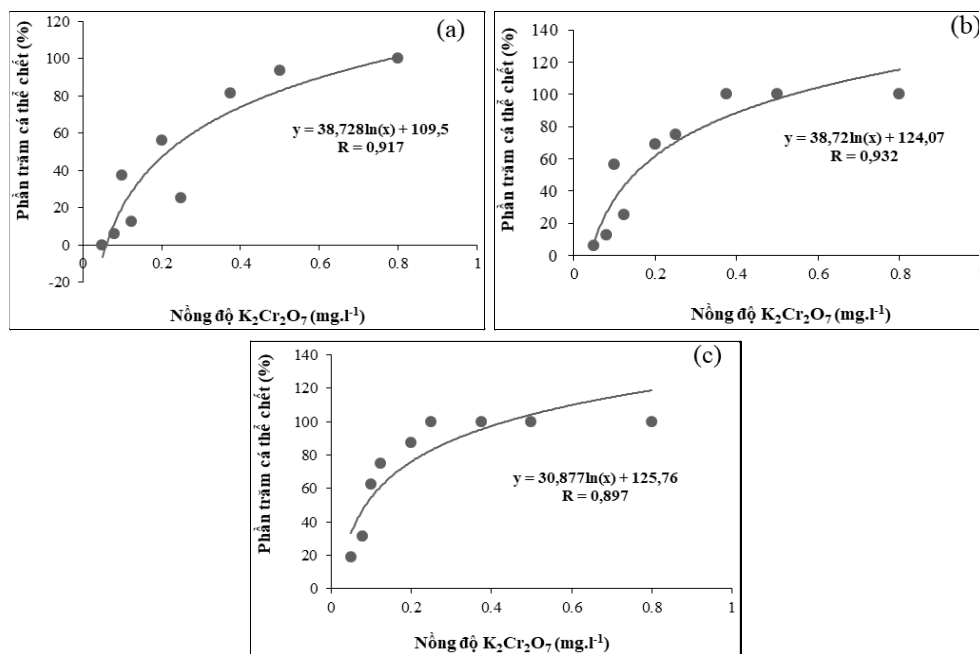 (a)
Phần trăm cá thể chết (%)
120
100
80
60
40
20
0
-20
0
0.2
0.4
0.6
0.8
1
y = 38,728ln(x) + 109,5
R = 0,917
Nồng độ K₂Cr₂O₇ (mg.l⁻¹)
(b)
Phần trăm cá thể chết (%)
140
120
100
80
60
40
20
0
0
0.2
0.4
0.6
0.8
1
y = 38,72ln(x) + 124,07
R = 0,932
Nồng độ K₂Cr₂O₇ (mg.l⁻¹)
(c)
Phần trăm cá thể chết (%)
140
120
100
80
60
40
20
0
0
0.2
0.4
0.6
0.8
1
y = 30,877ln(x) + 125,76
R = 0,897
Nồng độ K₂Cr₂O₇ (mg.l⁻¹)